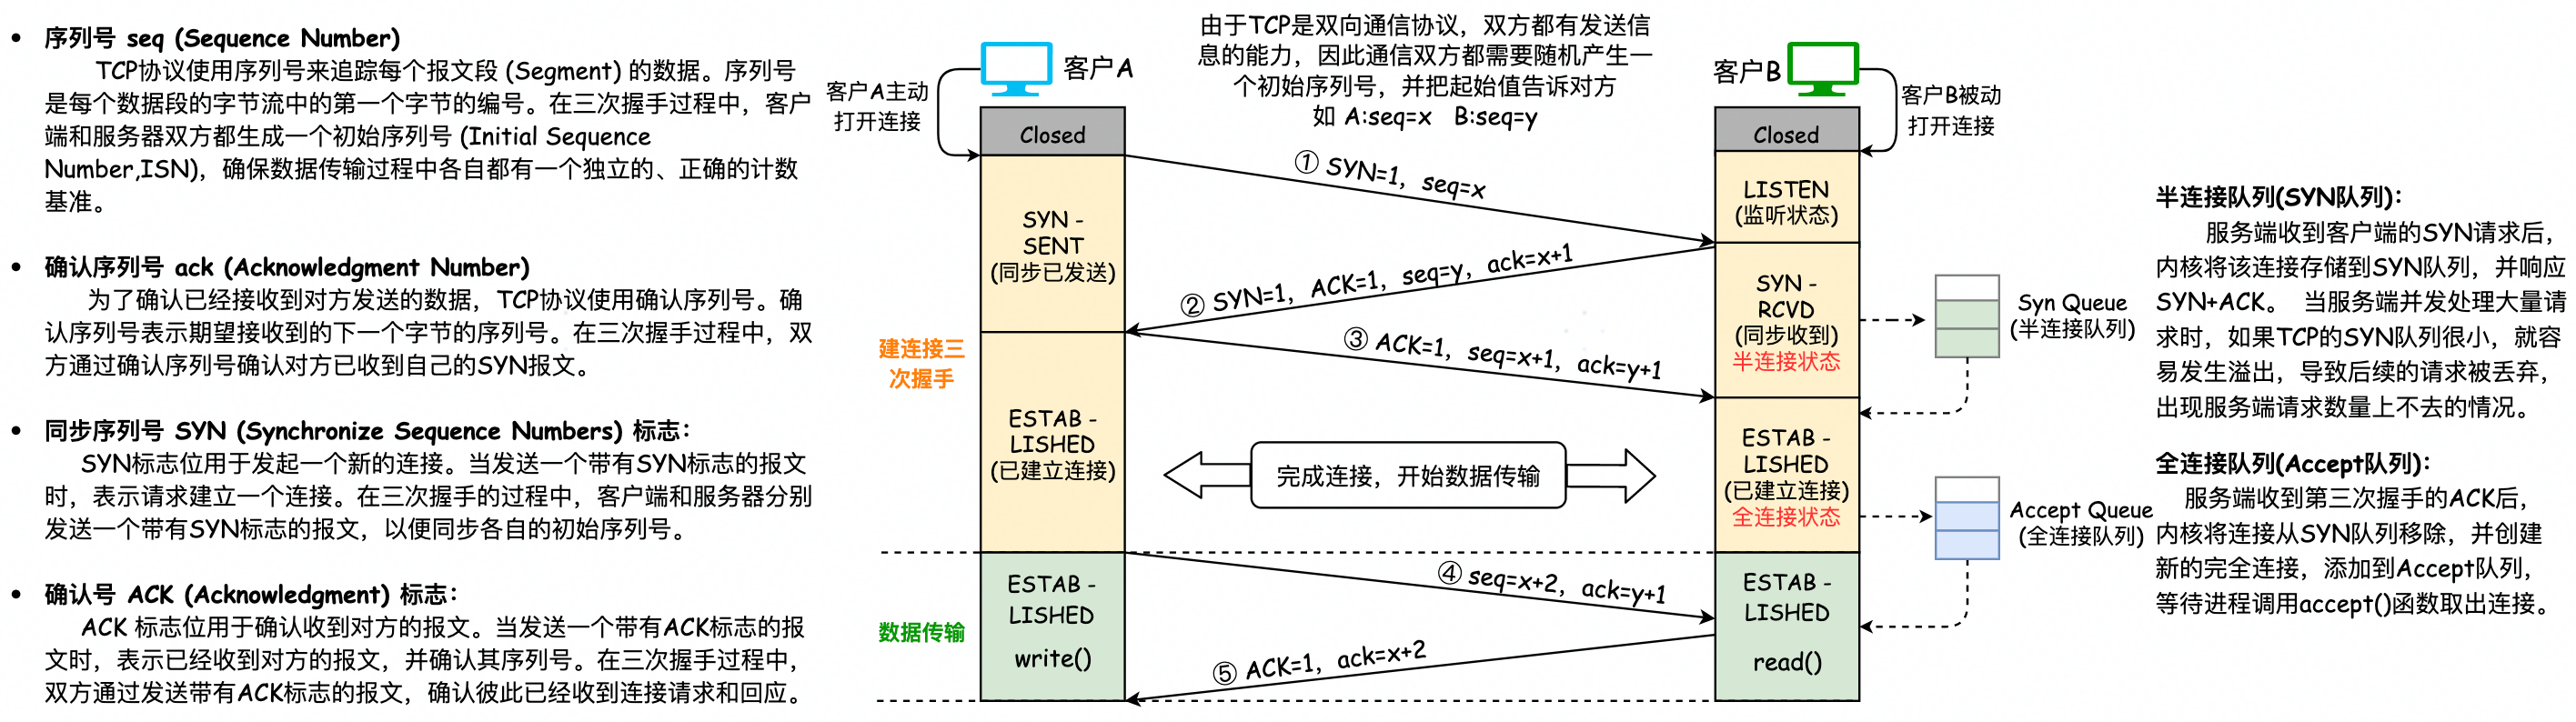 • 序列号 seq (Sequence Number)
TCP协议使用序列号来追踪每个报文段 (Segment) 的数据。序列号
是每个数据段的字节流中的第一个字节的编号。在三次握手过程中，客户
端和服务器双方都生成一个初始序列号 (Initial Sequence
Number,ISN)，确保数据传输过程中各自都有一个独立的、正确的计数
基准。
• 确认序列号 ack (Acknowledgment Number)
为了确认已经接收到对方发送的数据，TCP协议使用确认序列号。确
认序列号表示期望接收到的下一个字节的序列号。在三次握手过程中，双
方通过确认序列号确认对方已收到自己的SYN报文。
• 同步序列号 SYN (Synchronize Sequence Numbers) 标志：
SYN标志位用于发起一个新的连接。当发送一个带有SYN标志的报文
时，表示请求建立一个连接。在三次握手的过程中，客户端和服务器分别
发送一个带有SYN标志的报文，以便同步各自的初始序列号。
• 确认号 ACK (Acknowledgment) 标志：
ACK 标志位用于确认收到对方的报文。当发送一个带有ACK标志的报
文时，表示已经收到对方的报文，并确认其序列号。在三次握手过程中，
双方通过发送带有ACK标志的报文，确认彼此已经收到连接请求和回应。
客户A主动
打开连接
客户A
由于TCP是双向通信协议，双方都有发送信
息的能力，因此通信双方都需要随机产生一
个初始序列号，并把起始值告诉对方
如 A:seq=x B:seq=y
客户B
客户B被动
打开连接
Closed
Closed
① SYN=1，seq=x
LISTEN
(监听状态)
SYN -
SENT
(同步已发送)
② SYN=1，ACK=1，seq=y，ack=x+1
SYN -
RCVD
(同步收到)
半连接状态
Syn Queue
(半连接队列)
建连接三
次握手
③ ACK=1，seq=x+1，ack=y+1
ESTAB -
LISHED
(已建立连接)
完成连接，开始数据传输
ESTAB -
LISHED
(已建立连接)
全连接状态
Accept Queue
(全连接队列)
数据传输
ESTAB -
LISHED
write()
④ seq=x+2，ack=y+1
⑤ ACK=1，ack=x+2
ESTAB -
LISHED
read()
半连接队列(SYN队列)：
服务端收到客户端的SYN请求后，
内核将该连接存储到SYN队列，并响应
SYN+ACK。 当服务端并发处理大量请
求时，如果TCP的SYN队列很小，就容
易发生溢出，导致后续的请求被丢弃，
出现服务端请求数量上不去的情况。
全连接队列(Accept队列)：
服务端收到第三次握手的ACK后，
内核将连接从SYN队列移除，并创建
新的完全连接，添加到Accept队列，
等待进程调用accept()函数取出连接。